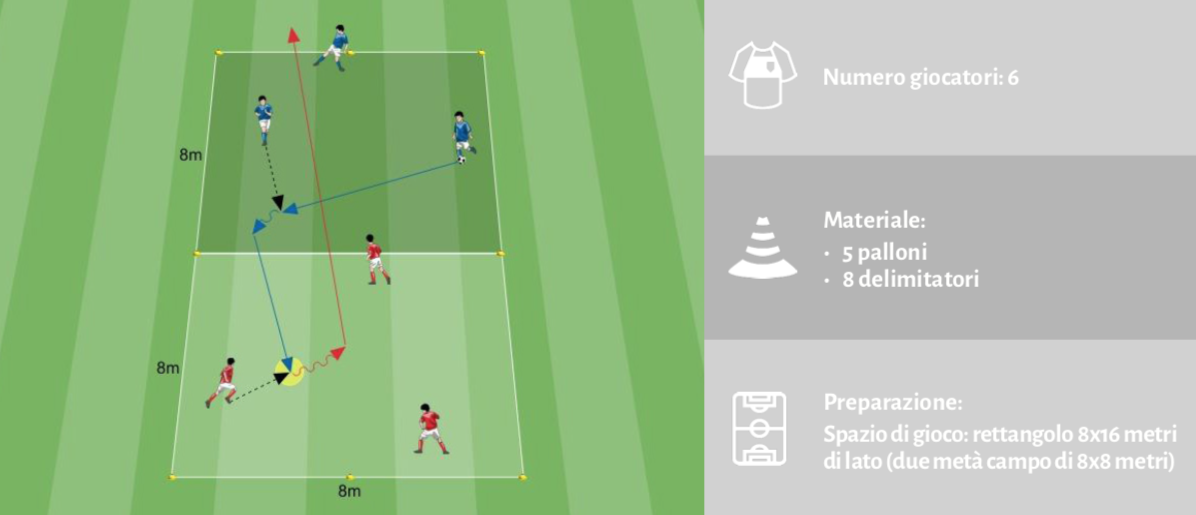 8m
8m
8m
Numero giocatori: 6
Materiale:
• 5 palloni
• 8 delimitatori
Preparazione:
Spazio di gioco: rettangolo 8x16 metri
di lato (due metà campo di 8x8 metri)